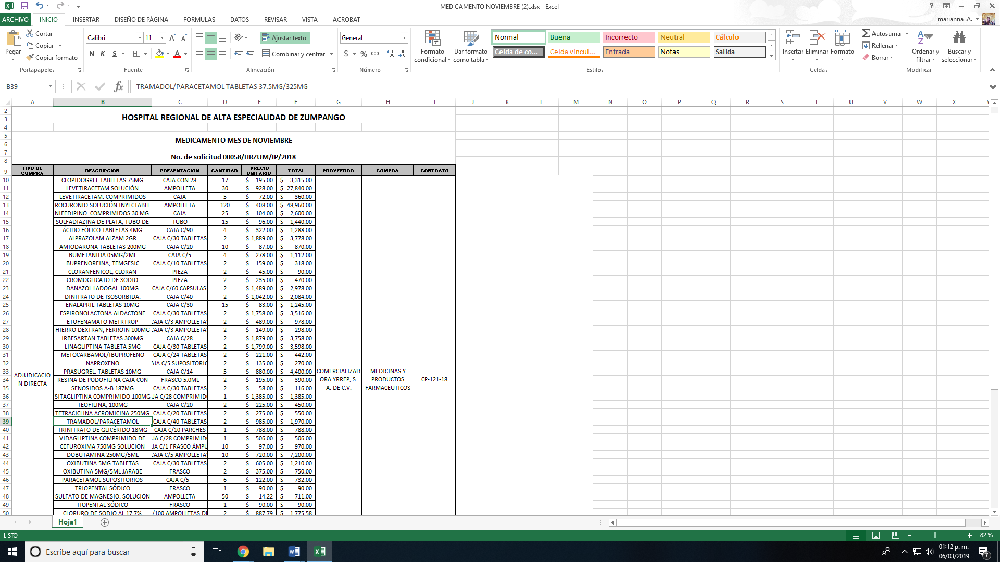 MEDICAMENTO NOVIEMBRE (2).xlsx - Excel
ARCHIVO INICIO INSERTAR DISEÑO DE PÁGINA FÓRMULAS DATOS REVISAR VISTA ACROBAT marianna .A.
Pegar Cortar Copiar Copiar formato
Calibri 11 N K S
Ajustar texto Combinar y centrar
General $ % 000
Formato condicional Dar formato como tabla
Normal Buena Incorrecto Neutral Cálculo
Celda de co... Celda vincul... Entrada Notas Salida
Insertar Eliminar Formato
Autosuma Rellenar Borrar Ordenar y filtrar Buscar y seleccionar
Portapapeles Fuente Alineación Número Estilos Celdas Modificar
B39 fx TRAMADOL/PARACETAMOL TABLETAS 37.5MG/325MG
A B C D E F G H I J K L M N O P Q R S T U V W X
2
3 HOSPITAL REGIONAL DE ALTA ESPECIALIDAD DE ZUMPANGO
4
5
6 MEDICAMENTO MES DE NOVIEMBRE
7
8 No. de solicitud 00058/HRZUM/IP/2018
9 TIPO DE COMPRA DESCRIPCION PRESENTACION CANTIDAD PRECIO UNITARIO TOTAL PROVEEDOR COMPRA CONTRATO
10 CLOPIDOGREL TABLETAS 75MG CAJA CON 28 17 $ 195.00 $ 3,315.00
11 LEVETIRACETAM SOLUCIÓN AMPOLLETA 30 $ 928.00 $ 27,840.00
12 LEVETIRACETAM. COMPRIMIDOS CAJA 5 $ 72.00 $ 360.00
13 ROCURONIO SOLUCIÓN INYECTABLE AMPOLLETA 120 $ 408.00 $ 48,960.00
14 NIFEDIPINO. COMPRIMIDOS 30 MG. CAJA 25 $ 104.00 $ 2,600.00
15 SULFADIAZINA DE PLATA, TUBO DE TUBO 15 $ 96.00 $ 1,440.00
16 ÁCIDO FÓLICO TABLETAS 4MG CAJA C/90 4 $ 322.00 $ 1,288.00
17 ALPRAZOLAM ALZAM 2GR CAJA C/30 TABLETAS 2 $ 1,889.00 $ 3,778.00
18 AMIODARONA TABLETAS 200MG CAJA C/20 10 $ 87.00 $ 870.00
19 BUMETANIDA 05MG/2ML CAJA C/5 4 $ 278.00 $ 1,112.00
20 BUPRENORFINA, TEMGESIC CAJA C/10 TABLETAS 2 $ 159.00 $ 318.00
21 CLORANFENICOL, CLORAN PIEZA 2 $ 45.00 $ 90.00
22 CROMOGLICATO DE SODIO PIEZA 2 $ 235.00 $ 470.00
23 DANAZOL LADOGAL 100MG CAJA C/60 CAPSULAS 2 $ 1,489.00 $ 2,978.00
24 DINITRATO DE ISOSORBIDA. CAJA C/40 2 $ 1,042.00 $ 2,084.00
25 ENALAPRIL TABLETAS 10MG CAJA C/30 15 $ 83.00 $ 1,245.00
26 ESPIRONOLACTONA ALDACTONE CAJA C/30 TABLETAS 2 $ 1,758.00 $ 3,516.00
27 ETOFENAMATO METRTROP CAJA C/3 AMPOLLETAS 2 $ 489.00 $ 978.00
28 HIERRO DEXTRAN, FERROIN 100MG CAJA C/3 AMPOLLETAS 2 $ 149.00 $ 298.00
29 IRBESARTAN TABLETAS 300MG CAJA C/28 2 $ 1,879.00 $ 3,758.00
30 LINAGLIPTINA TABLETA 5MG CAJA C/30 TABLETAS 2 $ 1,799.00 $ 3,598.00
31 METOCARBAMOL/IBUPROFENO CAJA C/24 TABLETAS 2 $ 221.00 $ 442.00
32 NAPROXENO AJA C/5 SUPOSITORIC 2 $ 135.00 $ 270.00
33 PRASUGREL. TABLETAS 10MG CAJA C/14 5 $ 880.00 $ 4,400.00
34 ADJUDICACION DIRECTA RESINA DE PODOFILINA CAJA CON FRASCO 5.0ML 2 $ 195.00 $ 390.00 COMERCIALIZADORA YRREP, S. A. DE C.V. MEDICINAS Y PRODUCTOS FARMACEUTICOS CP-121-18
35 SENOSIDOS A-B 187MG CAJA C/30 TABLETAS 2 $ 58.00 $ 116.00
36 SITAGLIPTINA COMPRIMIDO 100MG JA C/28 COMPRIMID 1 $ 1,385.00 $ 1,385.00
37 TEOFILINA, 100MG CAJA C/20 2 $ 225.00 $ 450.00
38 TETRACICLINA ACROMICINA 250MG CAJA C/20 TABLETAS 2 $ 275.00 $ 550.00
39 TRAMADOL/PARACETAMOL CAJA C/40 TABLETAS 2 $ 985.00 $ 1,970.00
40 TRINITRATO DE GLICÉRIDO 18MG CAJA C/10 PARCHES 1 $ 788.00 $ 788.00
41 VIDAGLIPTINA COMPRIMIDO DE JA C/28 COMPRIMID 1 $ 506.00 $ 506.00
42 CEFUROXIMA 750MG SOLUCION JA C/1 FRASCO ÁMPU 10 $ 97.00 $ 970.00
43 DOBUTAMINA 250MG/5ML CAJA C/5 AMPOLLETAS 10 $ 720.00 $ 7,200.00
44 OXIBUTINA 5MG TABLETAS CAJA C/30 TABLETAS 2 $ 605.00 $ 1,210.00
45 OXIBUTINA 5MG/5ML JARABE FRASCO 2 $ 375.00 $ 750.00
46 PARACETAMOL SUPOSITORIOS CAJA C/5 6 $ 122.00 $ 732.00
47 TRIOPENTAL SÓDICO FRASCO 1 $ 90.00 $ 90.00
48 SULFATO DE MAGNESIO. SOLUCION AMPOLLETA 50 $ 14.22 $ 711.00
49 TIOPENTAL SÓDICO FRASCO 1 $ 90.00 $ 90.00
50 CLORURO DE SODIO AL 17.7% /100 AMPOLLETAS DE 2 $ 887.79 $ 1,775.58
Hoja1
LISTO 82 %
Escribe aquí para buscar 01:12 p. m.
06/03/2019 7